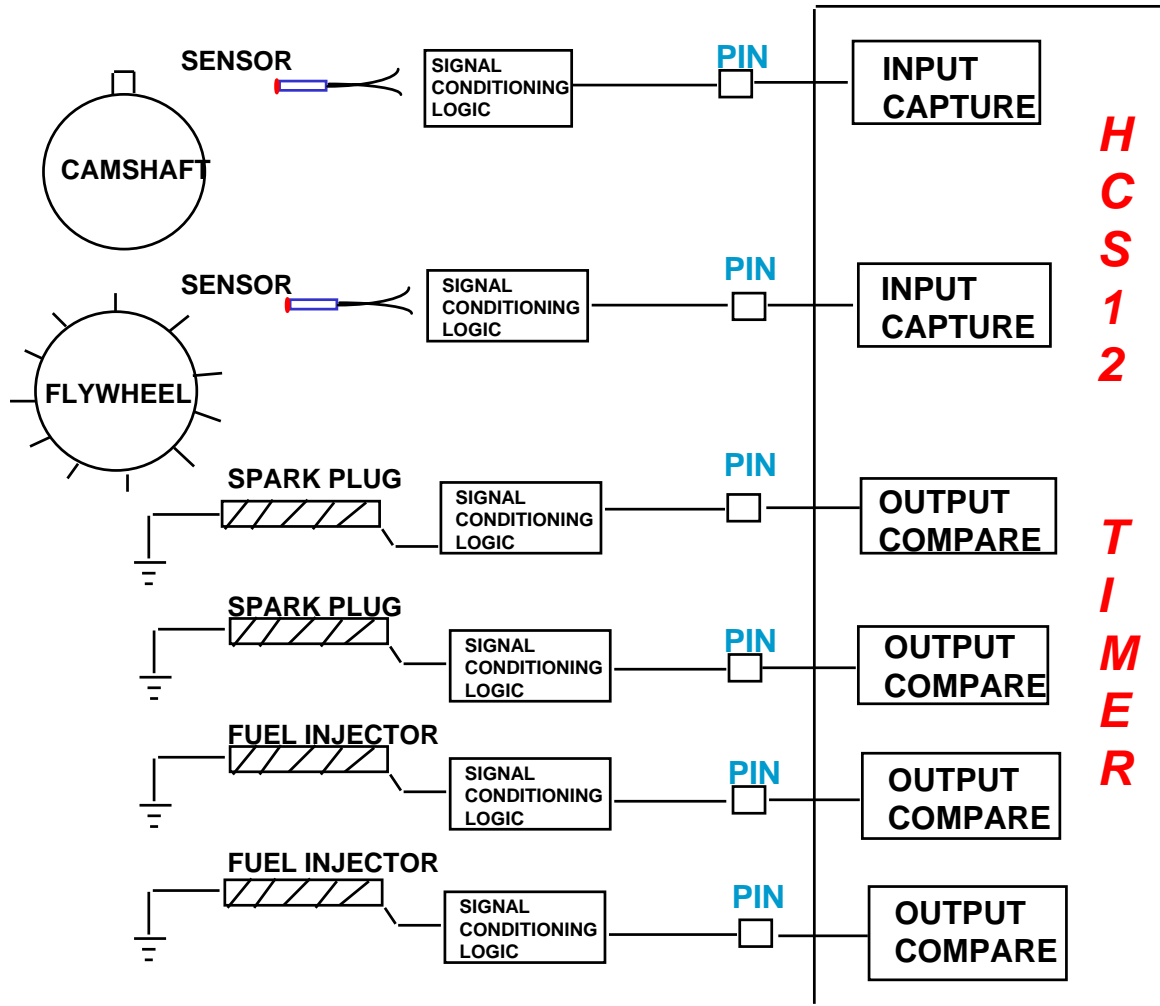 SENSOR
SIGNAL
CONDITIONING
LOGIC
PIN
INPUT
CAPTURE
CAMSHAFT
SENSOR
SIGNAL
CONDITIONING
LOGIC
PIN
INPUT
CAPTURE
FLYWHEEL
SPARK PLUG
SIGNAL
CONDITIONING
LOGIC
PIN
OUTPUT
COMPARE
SPARK PLUG
SIGNAL
CONDITIONING
LOGIC
PIN
OUTPUT
COMPARE
FUEL INJECTOR
SIGNAL
CONDITIONING
LOGIC
PIN
OUTPUT
COMPARE
FUEL INJECTOR
SIGNAL
CONDITIONING
LOGIC
PIN
OUTPUT
COMPARE
HCS12
TIMER